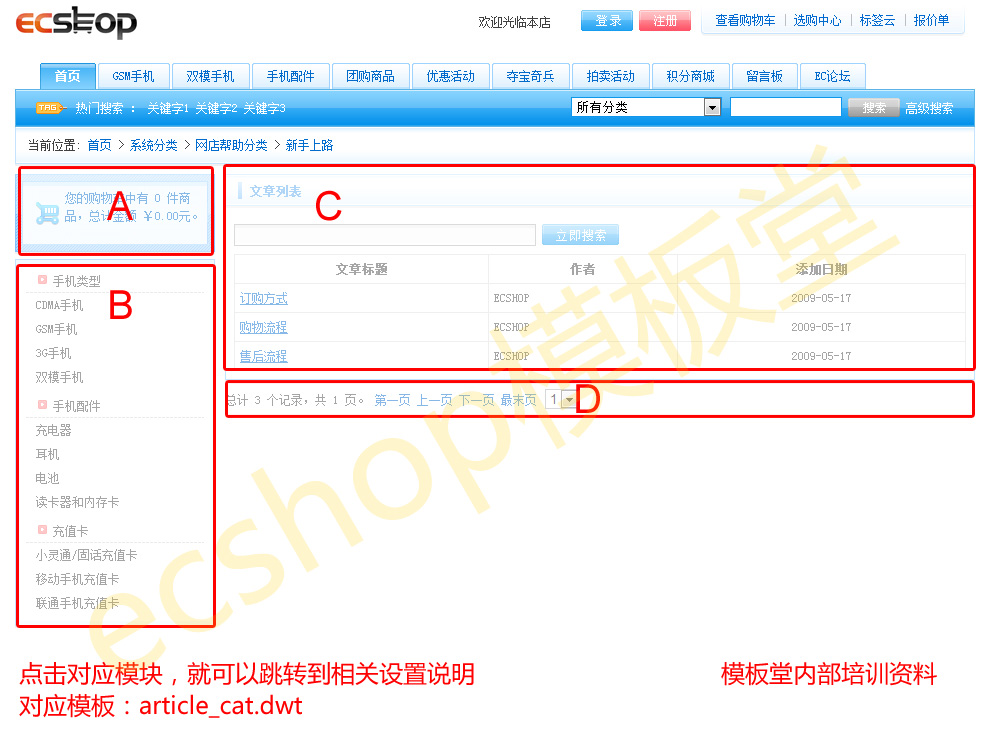 ecshop
欢迎光临本店
登录 注册 查看购物车 选购中心 标签云 报价单
首页 GSM手机 双模手机 手机配件 团购商品 优惠活动 夺宝奇兵 拍卖活动 积分商城 留言板 EC论坛
TAG 热门搜索 : 关键字1 关键字2 关键字3 所有分类 搜索 高级搜索
当前位置: 首页 > 系统分类 > 网店帮助分类 > 新手上路
您的购物车中有 0 件商
品，总计金额 ￥0.00元。
A
B
手机类型
CDMA手机
GSM手机
3G手机
双模手机
手机配件
充电器
耳机
电池
读卡器和内存卡
充值卡
小灵通/固话充值卡
移动手机充值卡
联通手机充值卡
文章列表
C
立即搜索
文章标题 作者 添加日期
订购方式 ECSHOP 2009-05-17
购物流程 ECSHOP 2009-05-17
售后流程 ECSHOP 2009-05-17
总计 3 个记录，共 1 页。 第一页 上一页 下一页 最末页 1
D
ecshop模板堂
点击对应模块，就可以跳转到相关设置说明
对应模板：article_cat.dwt
模板堂内部培训资料